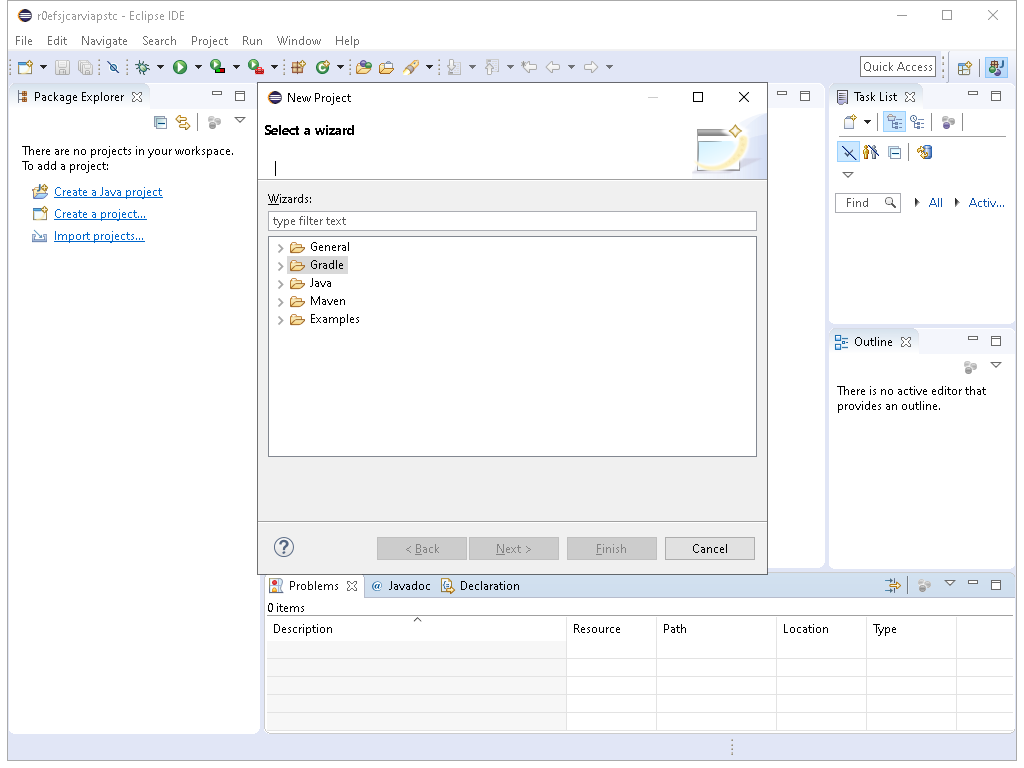 r0efsjcarviapstc - Eclipse IDE
File Edit Navigate Search Project Run Window Help
Quick Access
Package Explorer
There are no projects in your workspace.
To add a project:
Create a Java project
Create a project...
Import projects...
New Project
Select a wizard
Wizards:
type filter text
General
Gradle
Java
Maven
Examples
?
< Back
Next >
Finish
Cancel
Task List
Find
All
Activ...
Outline
There is no active editor that
provides an outline.
Problems
@ Javadoc
Declaration
0 items
Description Resource Path Location Type